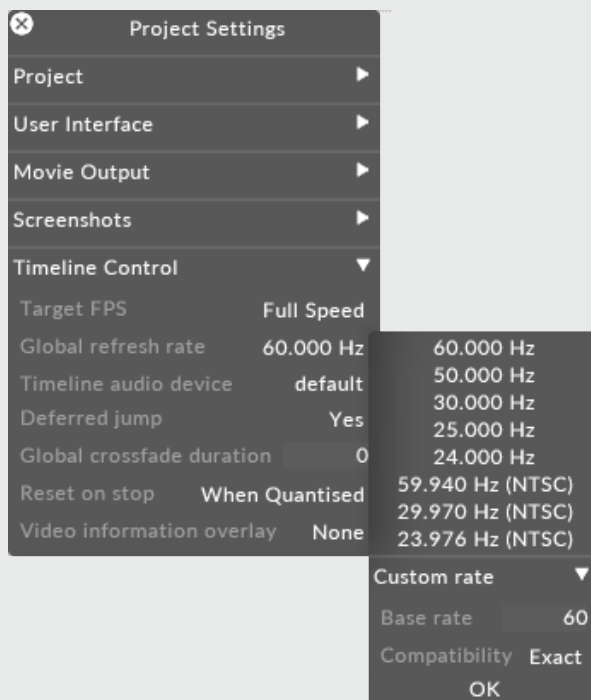 Project Settings
Project
User Interface
Movie Output
Screenshots
Timeline Control
Target FPS Full Speed
Global refresh rate 60.000 Hz
Timeline audio device default
Deferred jump Yes
Global crossfade duration 0
Reset on stop When Quantised
Video information overlay None
60.000 Hz
50.000 Hz
30.000 Hz
25.000 Hz
24.000 Hz
59.940 Hz (NTSC)
29.970 Hz (NTSC)
23.976 Hz (NTSC)
Custom rate
Base rate 60
Compatibility Exact
OK